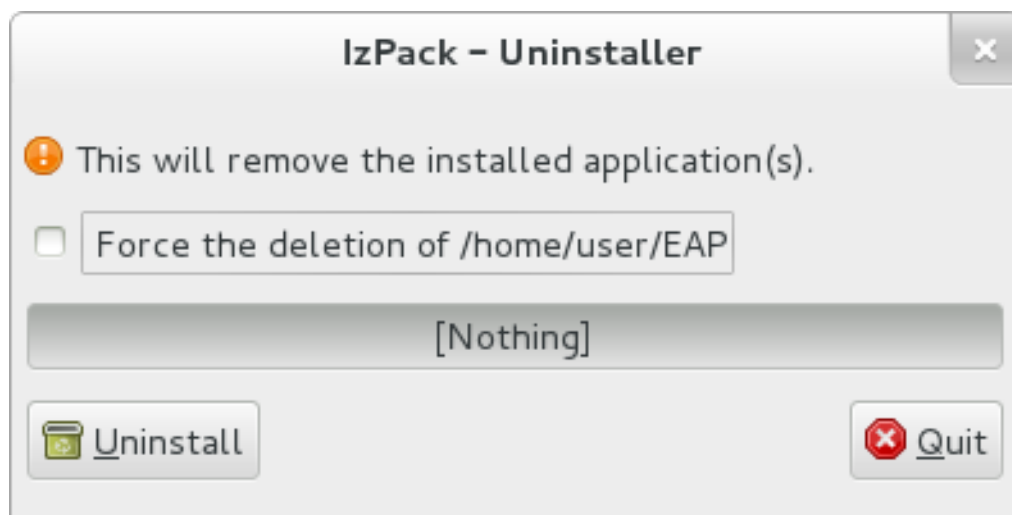 IzPack - Uninstaller
This will remove the installed application(s).
Force the deletion of /home/user/EAP
[Nothing]
Uninstall
Quit